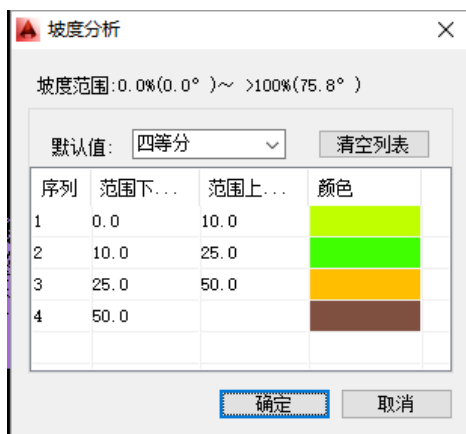 坡度分析
坡度范围:0.0%(0.0° )～ >100%(75.8° )
默认值: 四等分 清空列表
序列 范围下... 范围上... 颜色
1 0.0 10.0
2 10.0 25.0
3 25.0 50.0
4 50.0
确定 取消